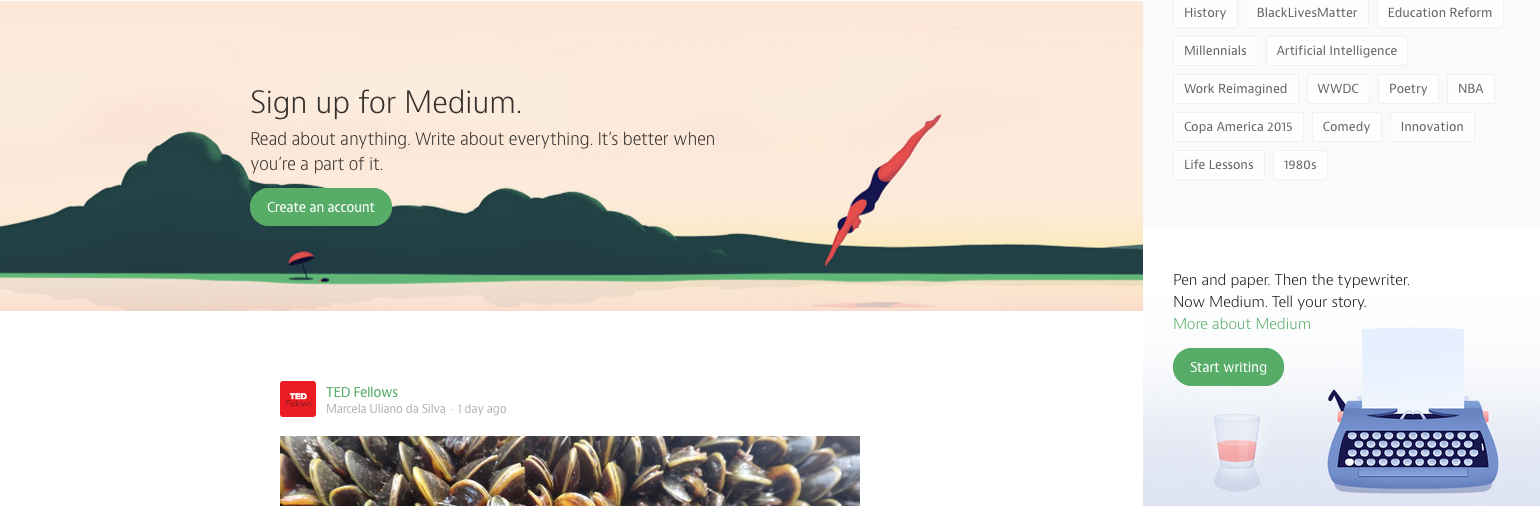 Sign up for Medium.
Read about anything. Write about everything. It’s better when
you’re a part of it.
Create an account
TED
Fellows
TED Fellows
Marcela Uliano da Silva · 1 day ago
History BlackLivesMatter Education Reform
Millennials Artificial Intelligence
Work Reimagined WWDC Poetry NBA
Copa America 2015 Comedy Innovation
Life Lessons 1980s
Pen and paper. Then the typewriter.
Now Medium. Tell your story.
More about Medium
Start writing